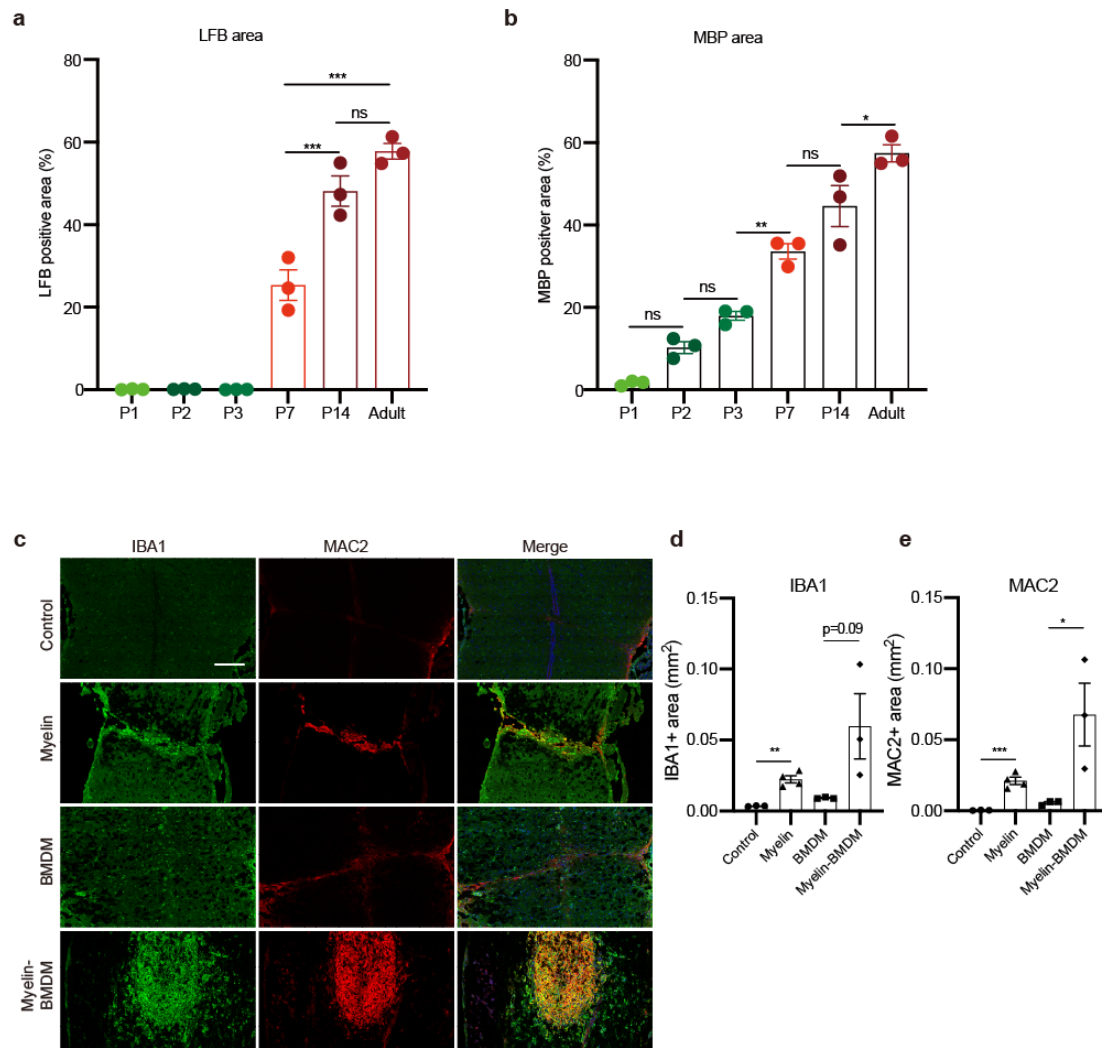 a
LFB area
LFB positive area (%)
80
60
40
20
0
***
***
ns
P1 P2 P3 P7 P14 Adult
b
MBP area
MBP positver area (%)
80
60
40
20
0
ns
ns
**
ns
*
P1 P2 P3 P7 P14 Adult
c
IBA1 MAC2 Merge
Control
Myelin
BMDM
Myelin-
BMDM
d
IBA1
IBA1+ area (mm2)
0.15
0.10
0.05
0.00
**
p=0.09
Control
Myelin
BMDM
Myelin-BMDM
e
MAC2
MAC2+ area (mm2)
0.15
0.10
0.05
0.00
***
*
Control
Myelin
BMDM
Myelin-BMDM